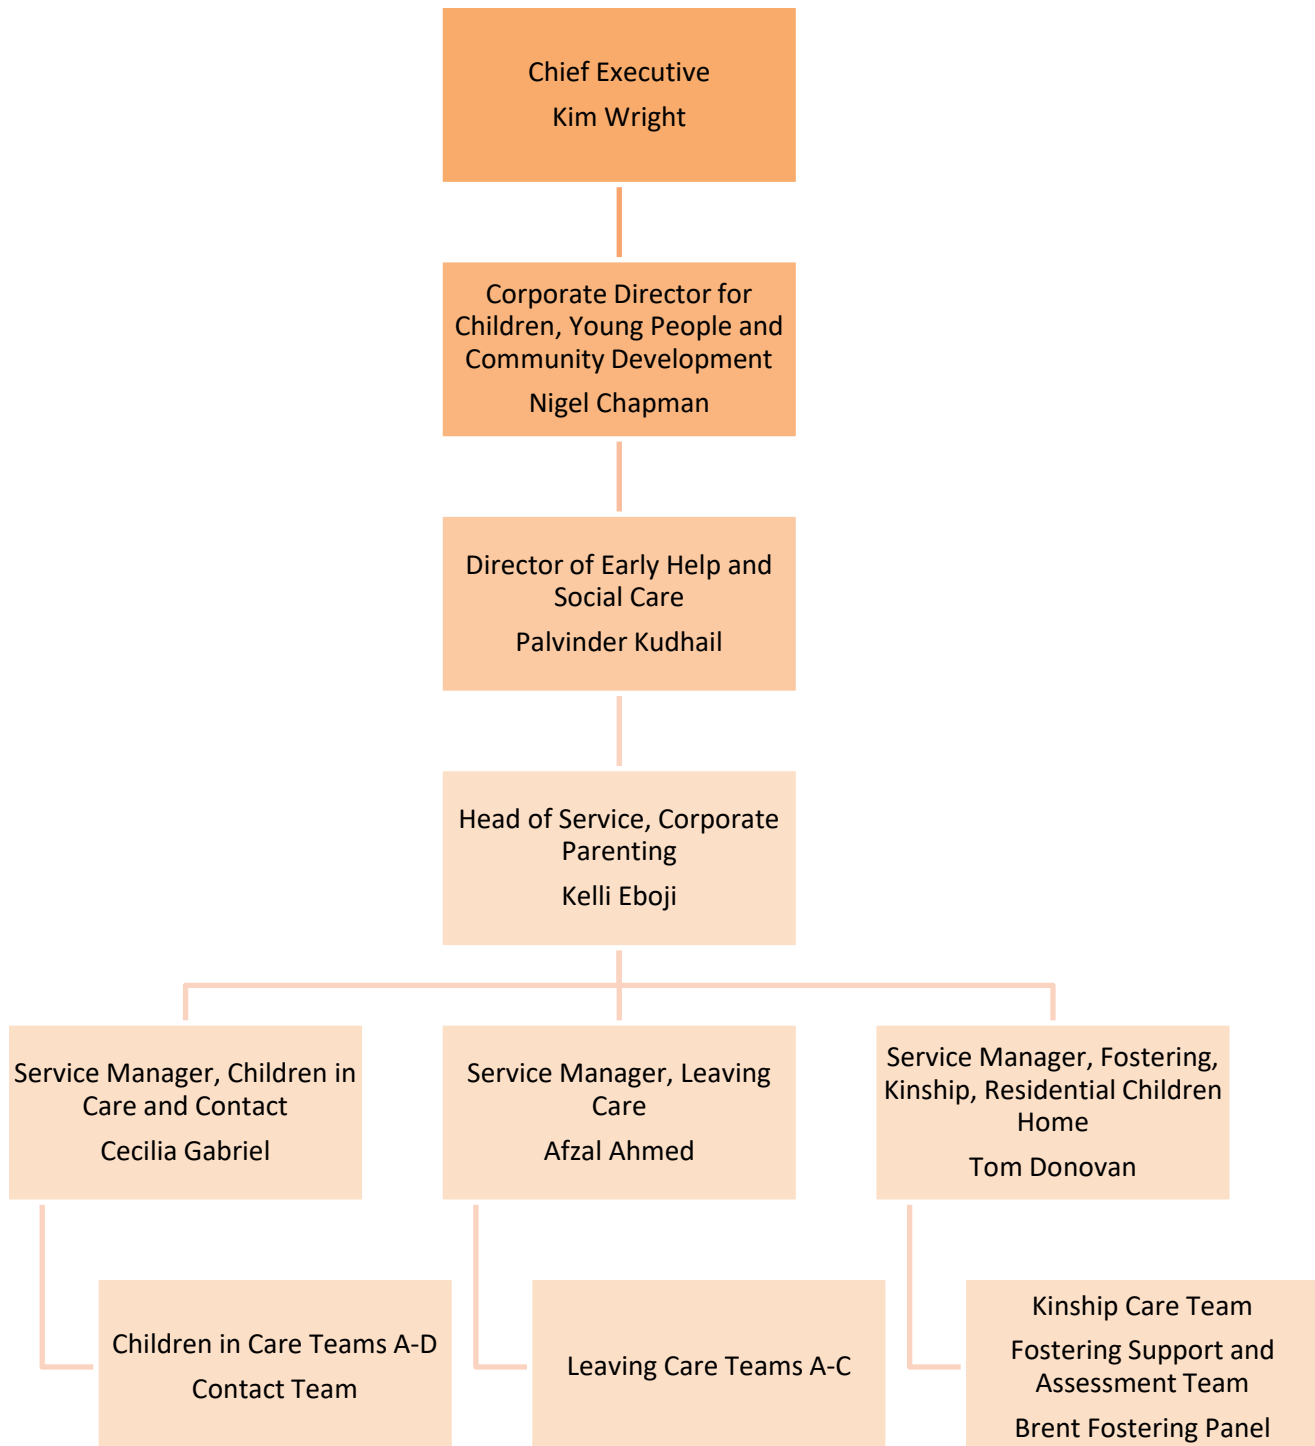 Chief Executive
Kim Wright
Corporate Director for
Children, Young People and
Community Development
Nigel Chapman
Director of Early Help and
Social Care
Palvinder Kudhail
Head of Service, Corporate
Parenting
Kelli Eboji
Service Manager, Children in
Care and Contact
Cecilia Gabriel
Service Manager, Leaving
Care
Afzal Ahmed
Service Manager, Fostering,
Kinship, Residential Children
Home
Tom Donovan
Children in Care Teams A-D
Contact Team
Leaving Care Teams A-C
Kinship Care Team
Fostering Support and
Assessment Team
Brent Fostering Panel